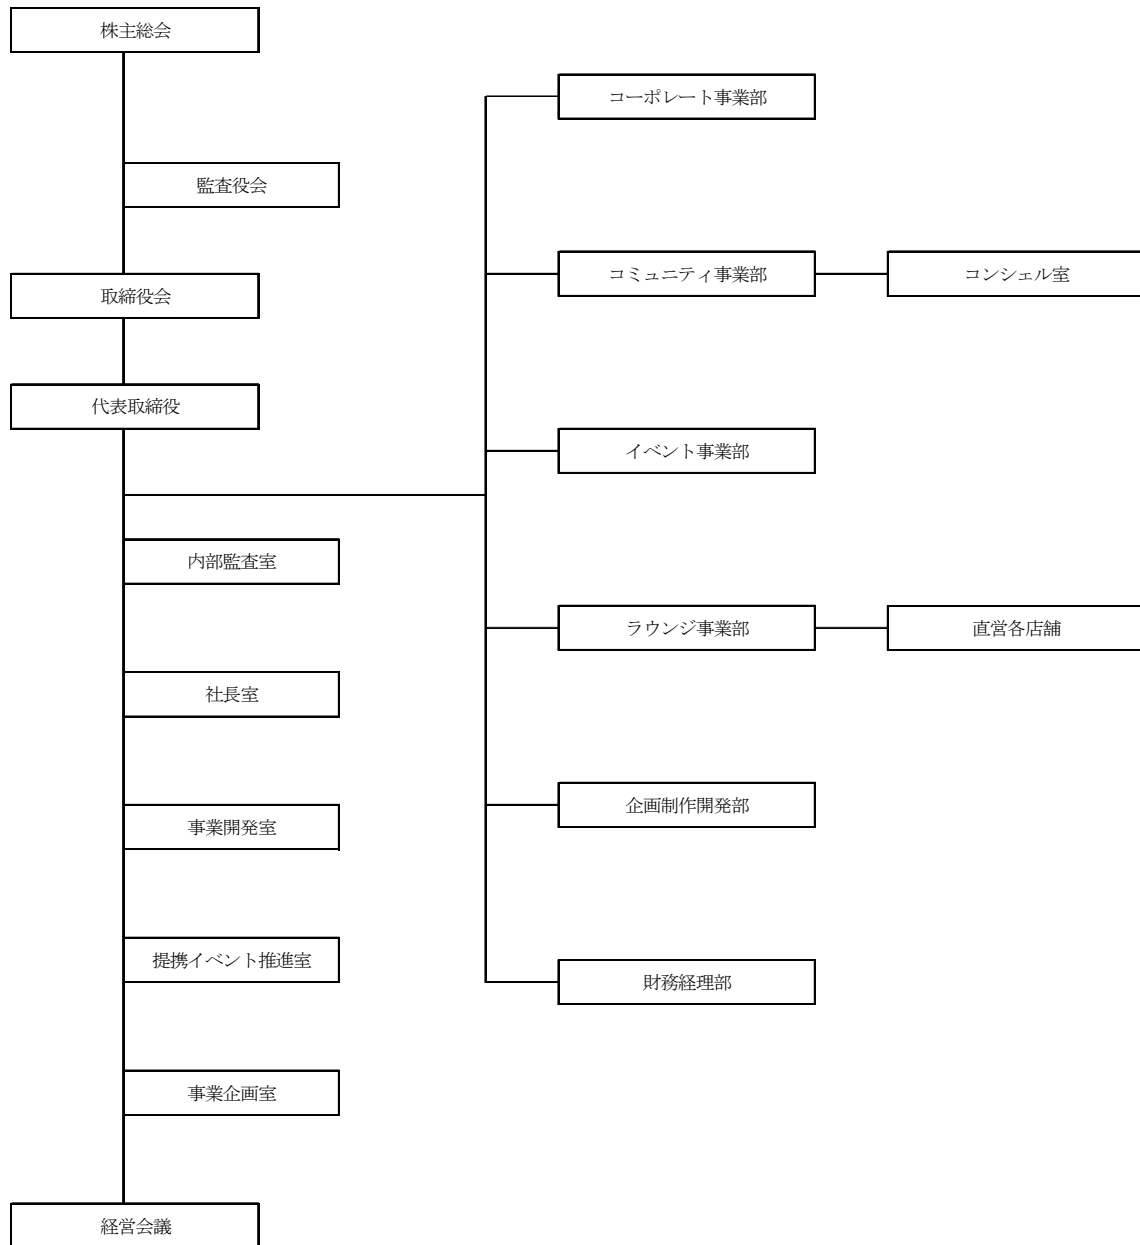 株主総会
コーポレート事業部
監査役会
コミュニティ事業部
コンシェル室
取締役会
代表取締役
イベント事業部
内部監査室
ラウンジ事業部
直営各店舗
社長室
企画制作開発部
事業開発室
提携イベント推進室
財務経理部
事業企画室
経営会議